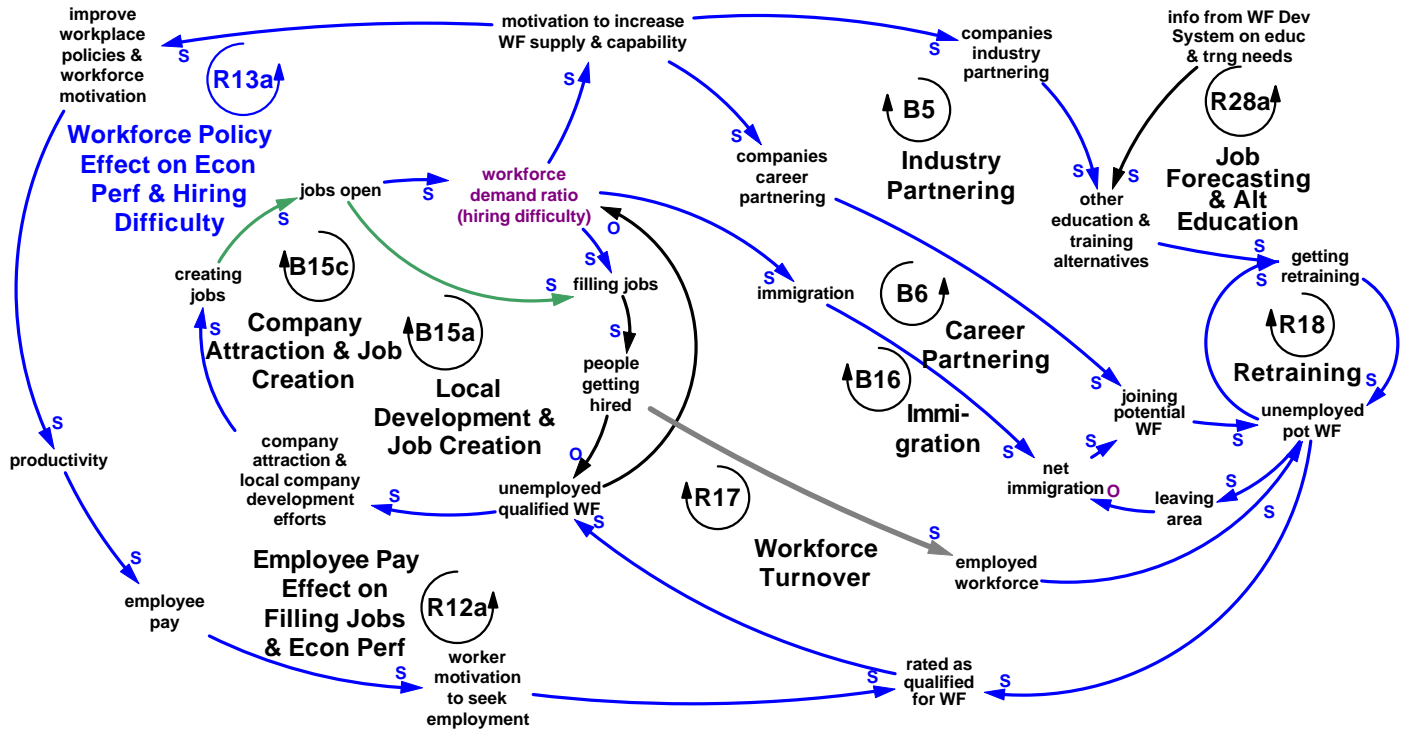 improve
workplace
policies &
workforce
motivation
S
R13a
Workforce Policy
Effect on Econ
Perf & Hiring
Difficulty
motivation to increase
WF supply & capability
S
companies
industry
partnering
S
info from WF Dev
System on educ
& trng needs
R28a
Job
Forecasting
& Alt
Education
B5
Industry
Partnering
S
companies
career
partnering
S
S
other
education &
training
alternatives
jobs open
S
S
workforce
demand ratio
(hiring difficulty)
O
S
filling jobs
S
creating
jobs
S
B15c
Company
Attraction & Job
Creation
B15a
Local
Development &
Job Creation
S
immigration
B6
Career
Partnering
B16
Immi-
gration
S
S
getting
retraining
R18
Retraining
S
people
getting
hired
S
joining
potential
WF
S
unemployed
pot WF
S
S
productivity
company
attraction &
local company
development
efforts
S
O
unemployed
qualified WF
S
R17
Workforce
Turnover
S
net
immigration
O
S
leaving
area
S
S
S
employed
workforce
S
employee
pay
Employee Pay
Effect on
Filling Jobs
& Econ Perf
R12a
S
worker
motivation
to seek
employment
S
rated as
qualified
for WF
S